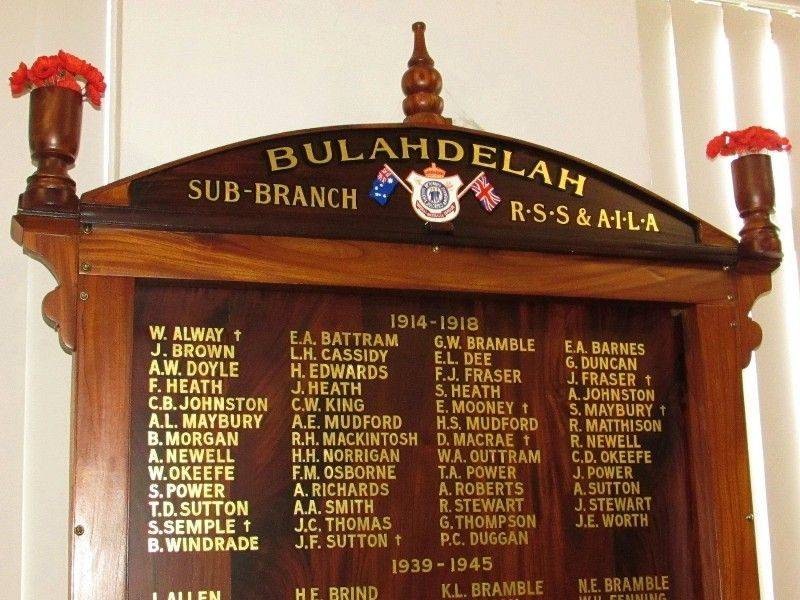 BULAHDELAH
SUB-BRANCH R·S·S & A·I·L·A
1914-1918
W. ALWAY †
J. BROWN
A.W. DOYLE
F. HEATH
C.B. JOHNSTON
A.L. MAYBURY
B. MORGAN
A. NEWELL
W. OKEEFE
S. POWER
T.D. SUTTON
S. SEMPLE †
B. WINDRADE
E.A. BATTRAM
L.H. CASSIDY
H. EDWARDS
J. HEATH
C.W. KING
A.E. MUDFORD
R.H. MACKINTOSH
H.H. NORRIGAN
F.M. OSBORNE
A. RICHARDS
A.A. SMITH
J.C. THOMAS
J.F. SUTTON †
G.W. BRAMBLE
E.L. DEE
F.J. FRASER
S. HEATH
E. MOONEY †
H.S. MUDFORD
D. MACRAE †
W.A. OUTTRAM
T.A. POWER
A. ROBERTS
R. STEWART
G. THOMPSON
P.C. DUGGAN
E.A. BARNES
G. DUNCAN
J. FRASER †
A. JOHNSTON
S. MAYBURY †
R. MATTHISON
R. NEWELL
C.D. OKEEFE
J. POWER
A. SUTTON
J. STEWART
J.E. WORTH
1939-1945
J. ALLEN
H.E. BRIND
K.L. BRAMBLE
N.E. BRAMBLE